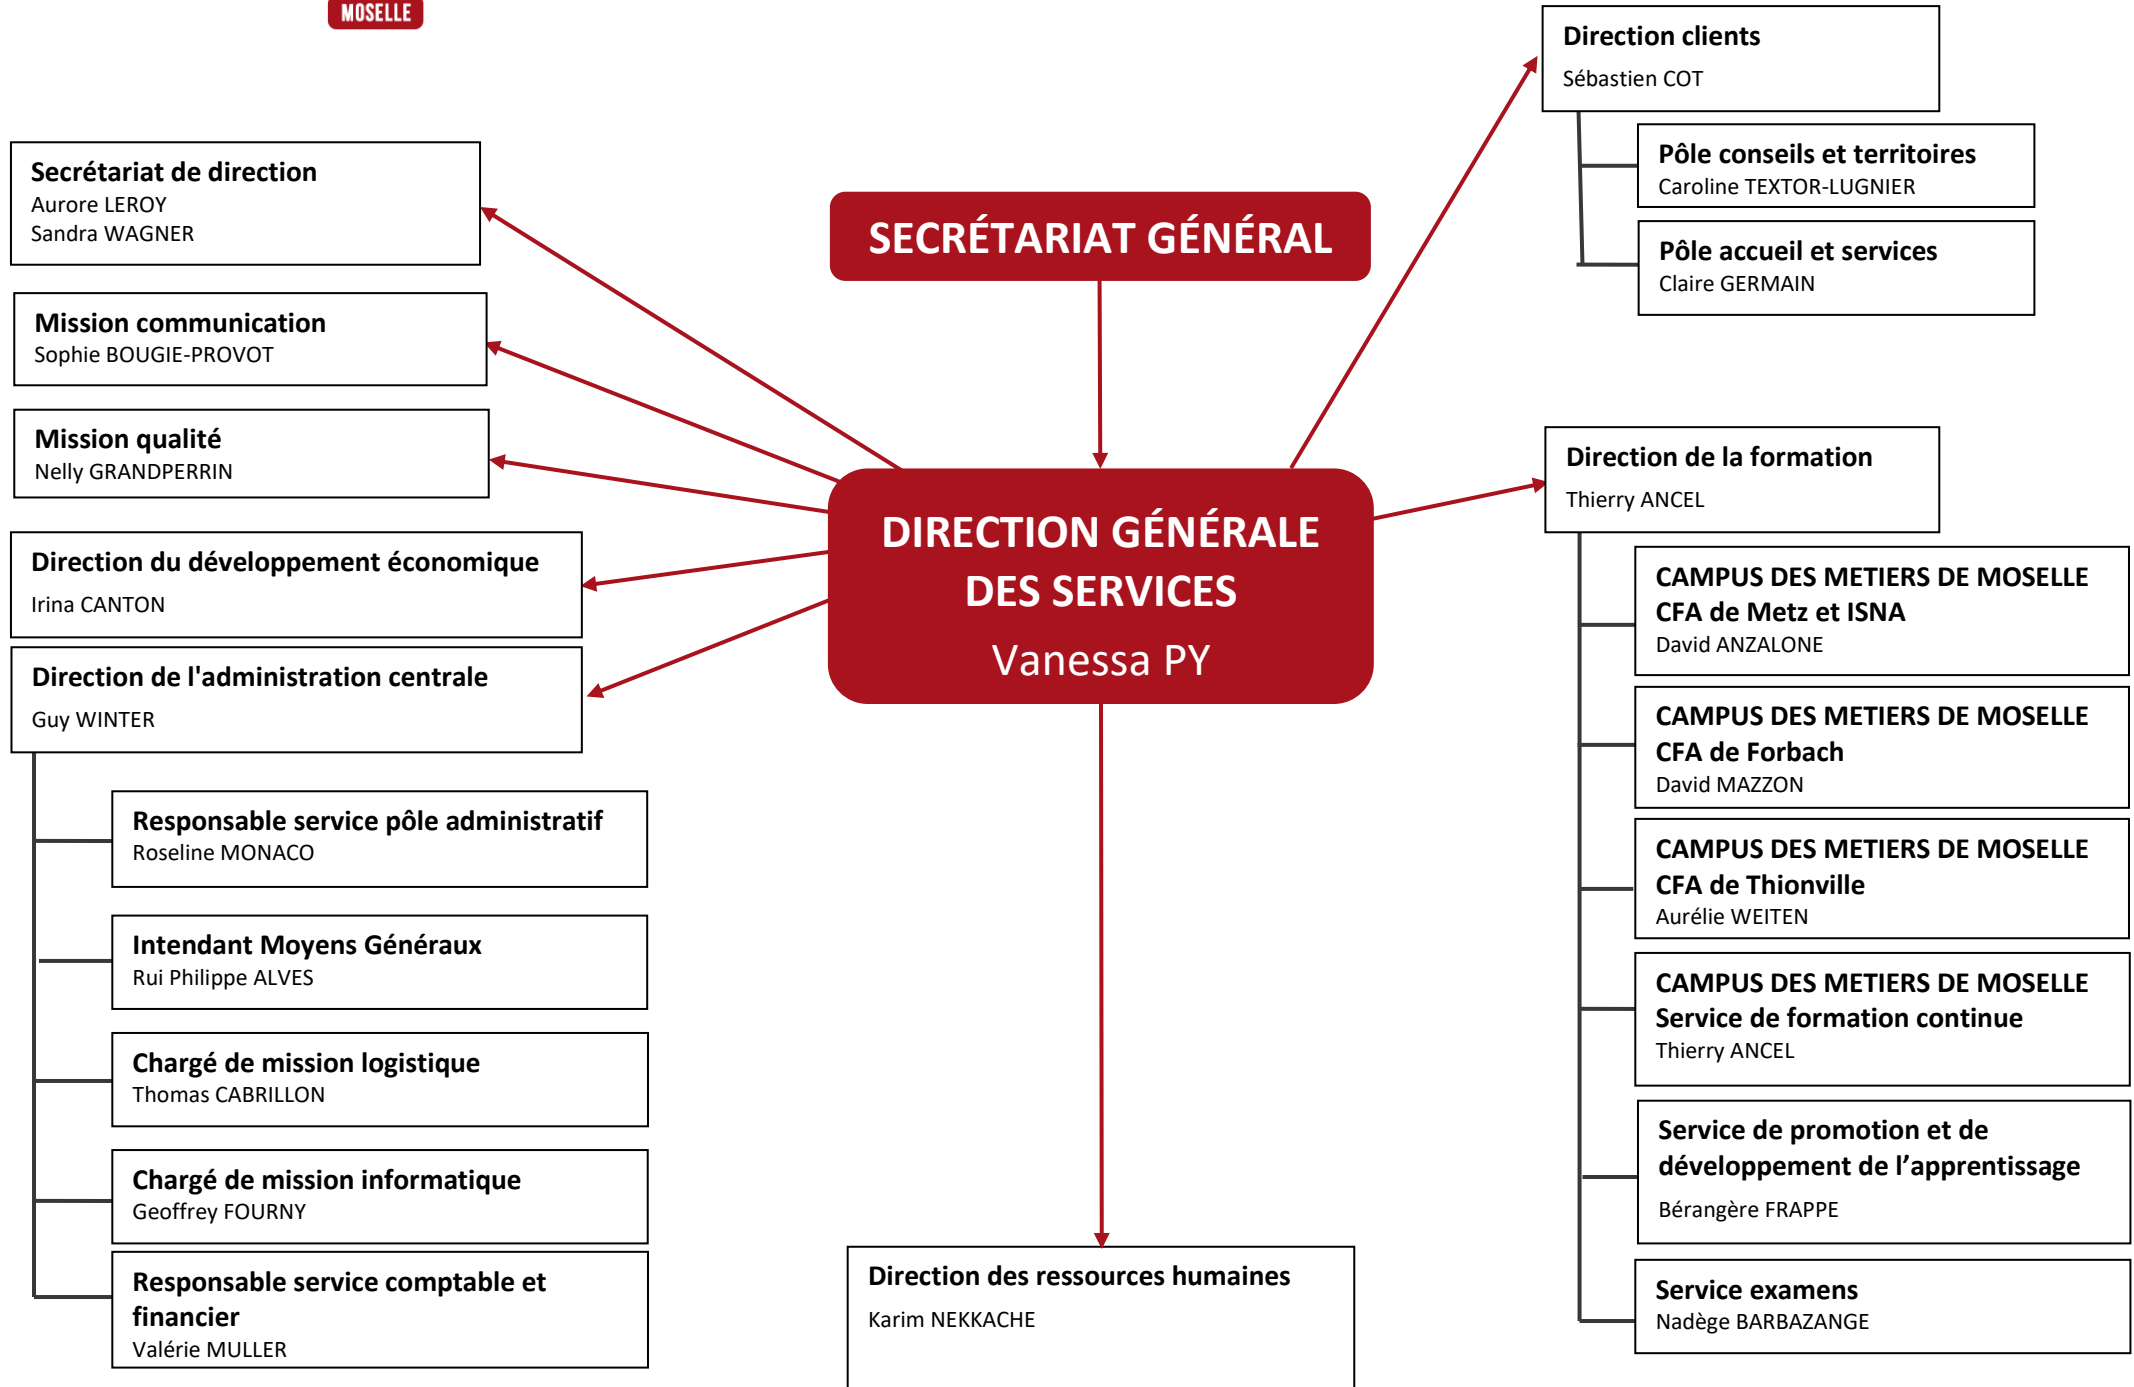 MOSELLE
Secrétariat de direction
Aurore LEROY
Sandra WAGNER
Mission communication
Sophie BOUGIE-PROVOT
Mission qualité
Nelly GRANDPERRIN
Direction du développement économique
Irina CANTON
Direction de l'administration centrale
Guy WINTER
Responsable service pôle administratif
Roseline MONACO
Intendant Moyens Généraux
Rui Philippe ALVES
Chargé de mission logistique
Thomas CABRILLON
Chargé de mission informatique
Geoffrey FOURNY
Responsable service comptable et
financier
Valérie MULLER
SECRÉTARIAT GÉNÉRAL
DIRECTION GÉNÉRALE
DES SERVICES
Vanessa PY
Direction des ressources humaines
Karim NEKKACHE
Direction clients
Sébastien COT
Pôle conseils et territoires
Caroline TEXTOR-LUGNIER
Pôle accueil et services
Claire GERMAIN
Direction de la formation
Thierry ANCEL
CAMPUS DES METIERS DE MOSELLE
CFA de Metz et ISNA
David ANZALONE
CAMPUS DES METIERS DE MOSELLE
CFA de Forbach
David MAZZON
CAMPUS DES METIERS DE MOSELLE
CFA de Thionville
Aurélie WEITEN
CAMPUS DES METIERS DE MOSELLE
Service de formation continue
Thierry ANCEL
Service de promotion et de
développement de l’apprentissage
Bérangère FRAPPE
Service examens
Nadège BARBAZANGE